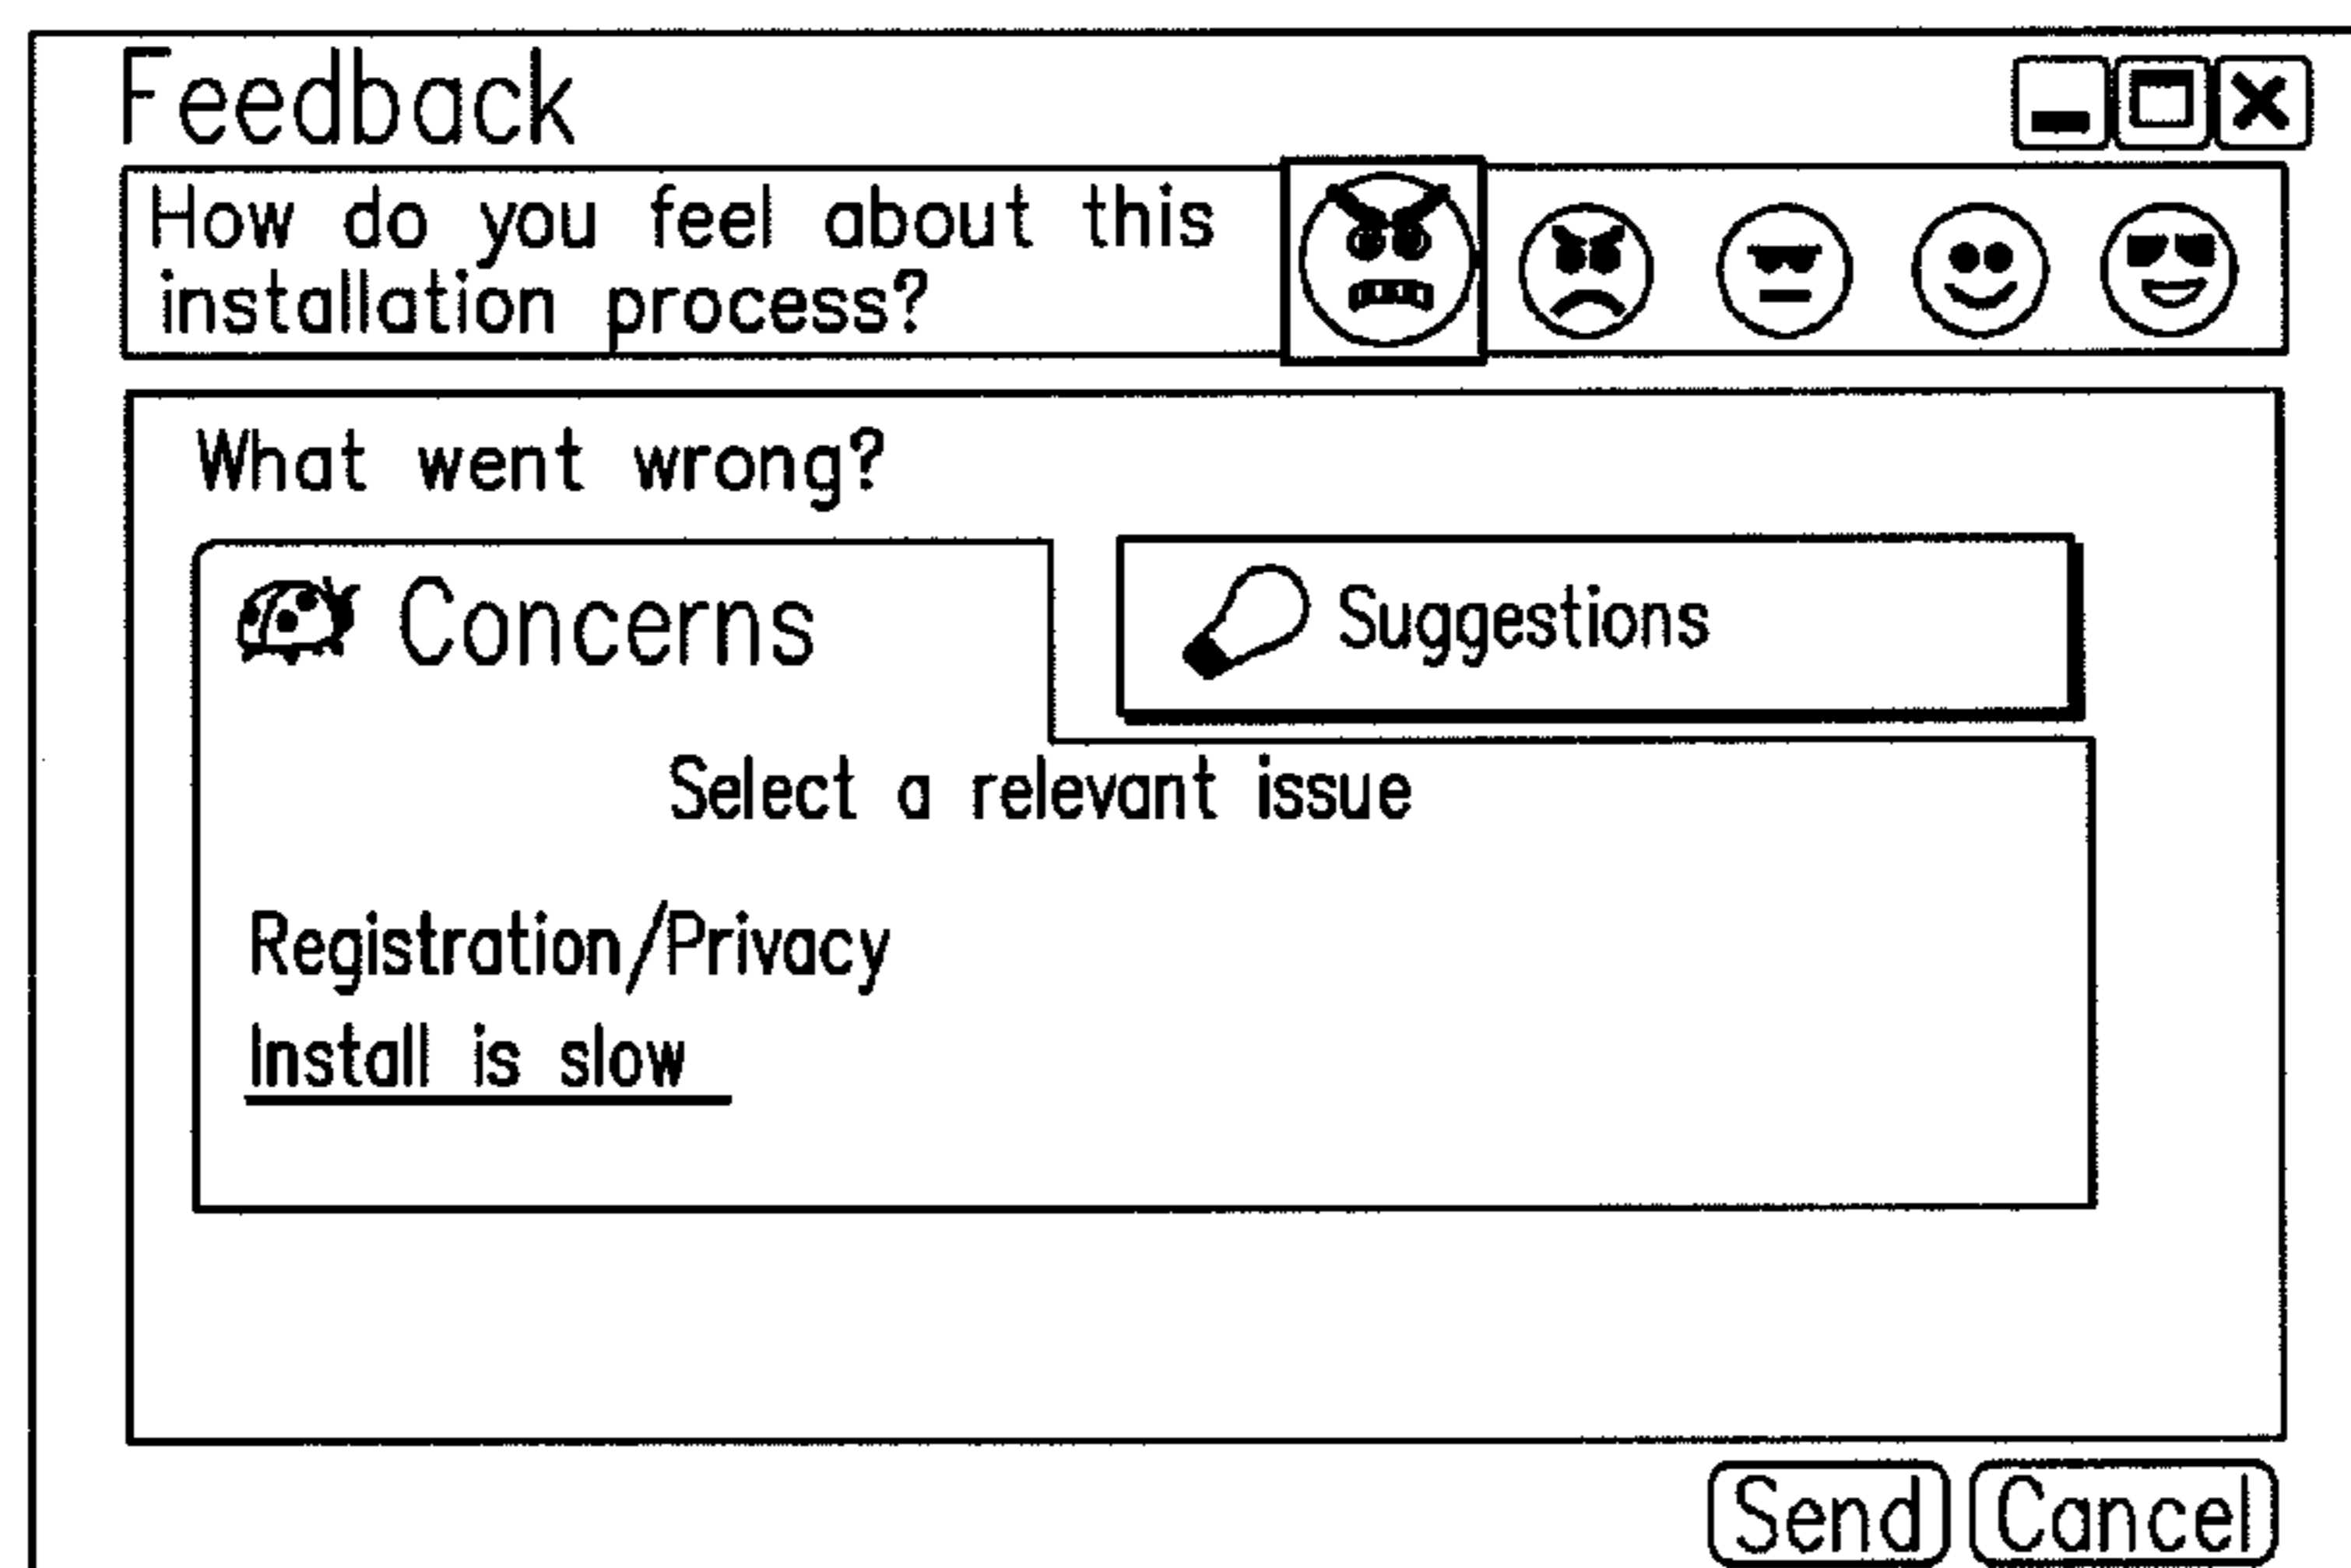 Feedback
How do you feel about this
installation process?
What went wrong?
Concerns
Suggestions
Select a relevant issue
Registration/Privacy
Install is slow
Send
Cancel